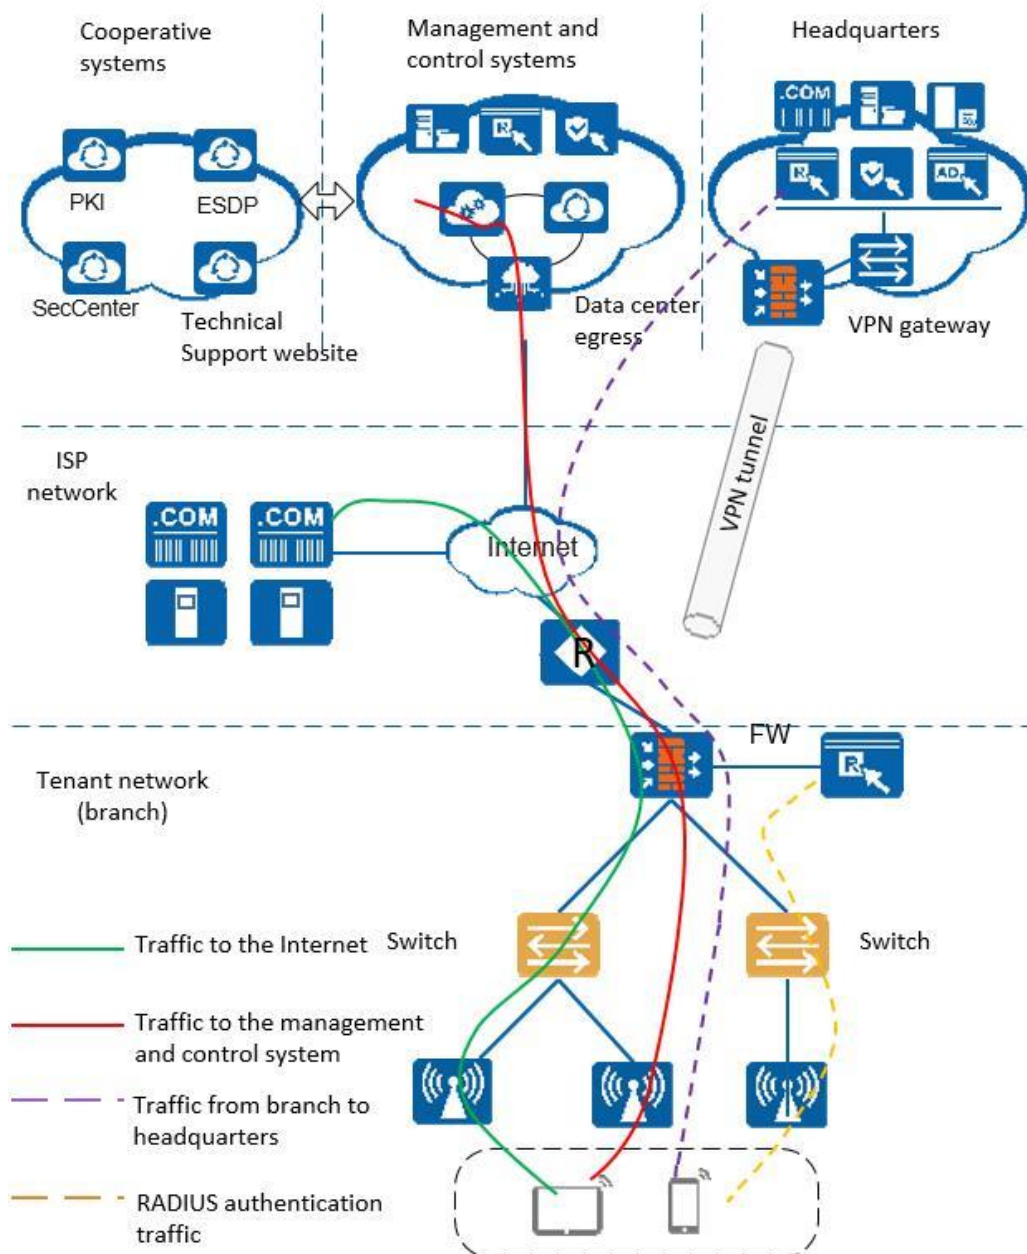 Cooperative
systems
Management and
control systems
Headquarters
.COM
R
R
AD
PKI
ESDP
SecCenter
Technical
Support website
Data center
egress
VPN gateway
VPN tunnel
ISP
network
.COM
.COM
Internet
R
FW
R
Tenant network
(branch)
Switch
Switch
Traffic to the Internet
Traffic to the management
and control system
Traffic from branch to
headquarters
RADIUS authentication
traffic